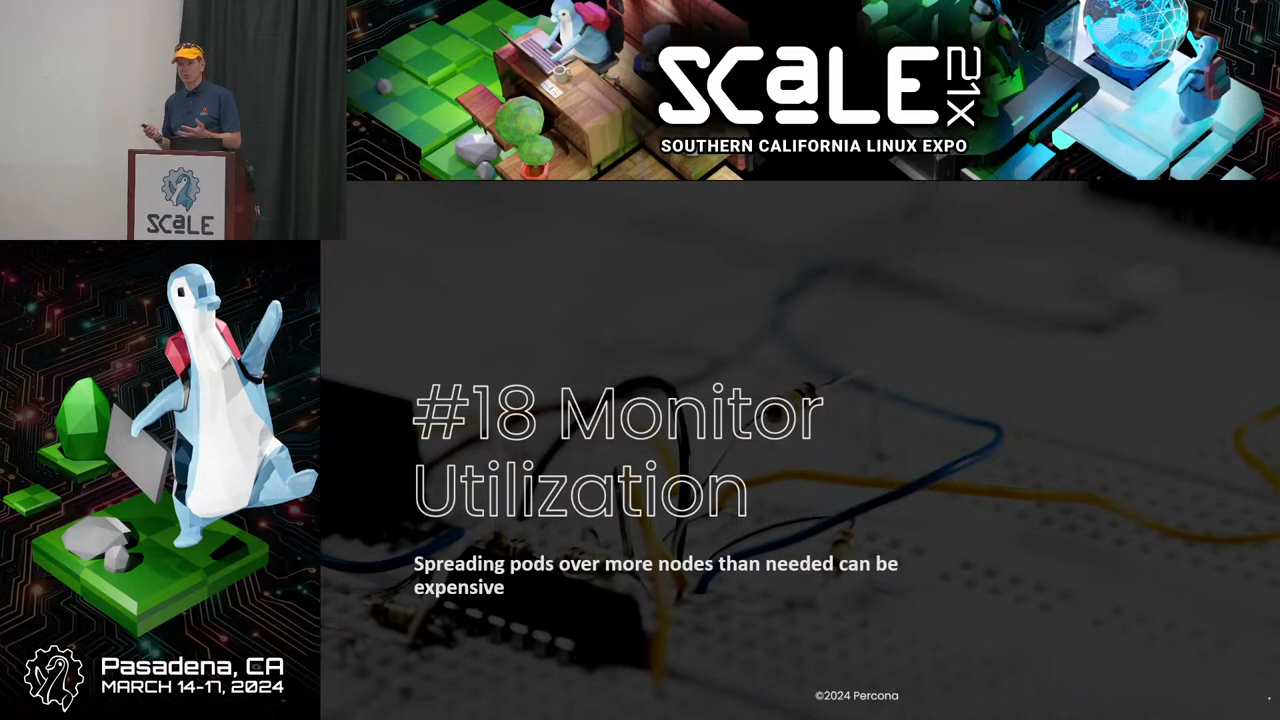 SCALE
SCALE 21X
SOUTHERN CALIFORNIA LINUX EXPO
#18 Monitor
Utilization
Spreading pods over more nodes than needed can be
expensive
Pasadena, CA
MARCH 14-17, 2024
©2024 Percona